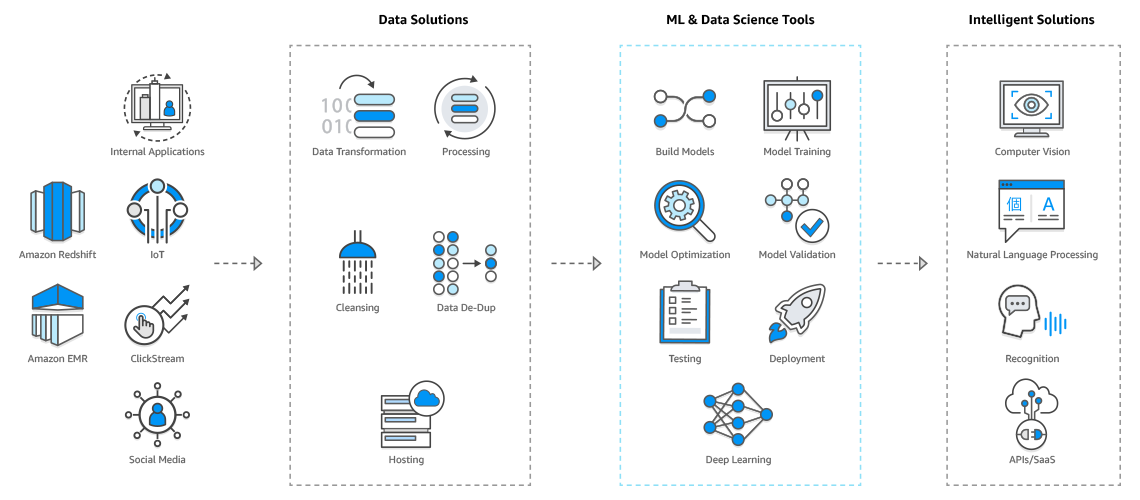 Data Solutions
ML & Data Science Tools
Intelligent Solutions
Internal Applications
Amazon Redshift
IoT
Amazon EMR
ClickStream
Social Media
100
010
Data Transformation
Processing
Cleansing
Data De-Dup
Hosting
Build Models
Model Training
Model Optimization
Model Validation
Testing
Deployment
Deep Learning
Computer Vision
個 A
Natural Language Processing
Recognition
APIs/SaaS